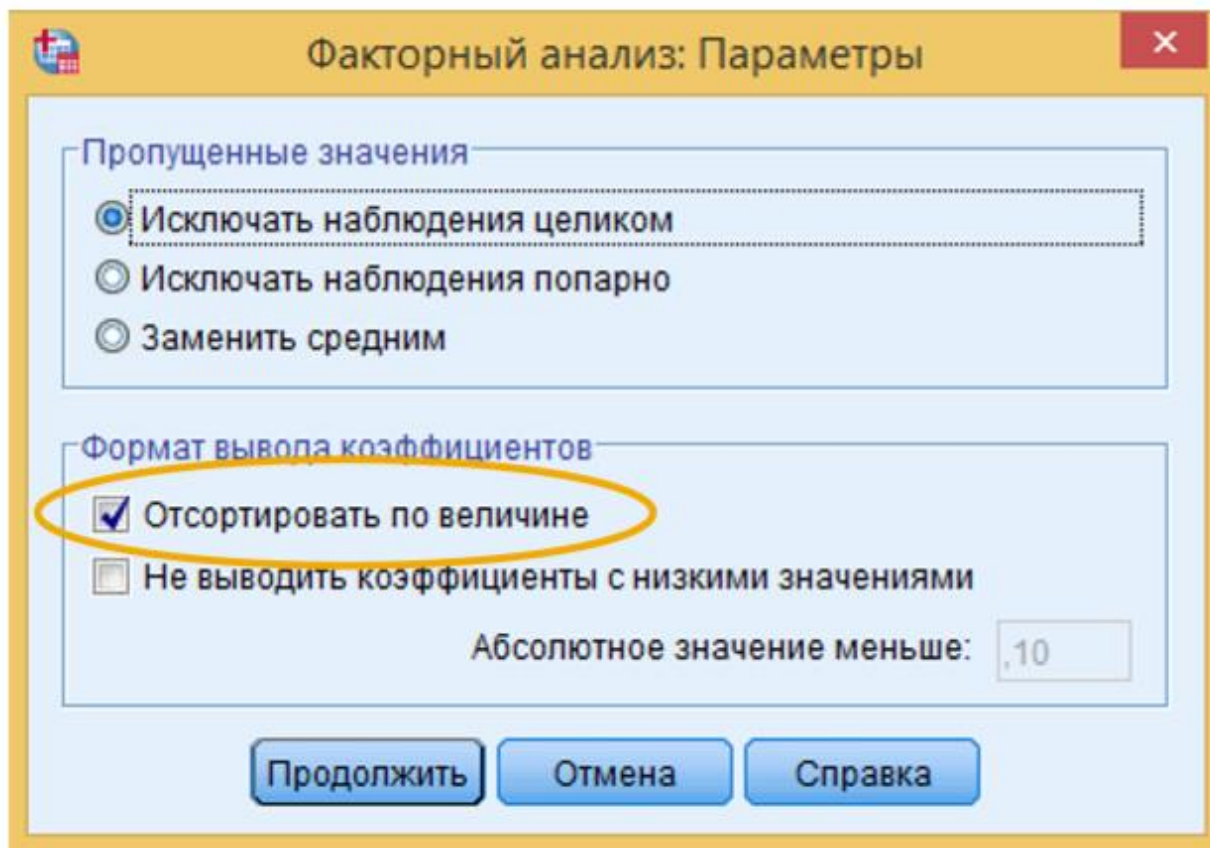 Факторный анализ: Параметры
Пропущенные значения
Исключать наблюдения целиком
Исключать наблюдения попарно
Заменить средним
Формат вывода коэффициентов
Отсортировать по величине
Не выводить коэффициенты с низкими значениями
Абсолютное значение меньше: ,10
Продолжить Отмена Справка